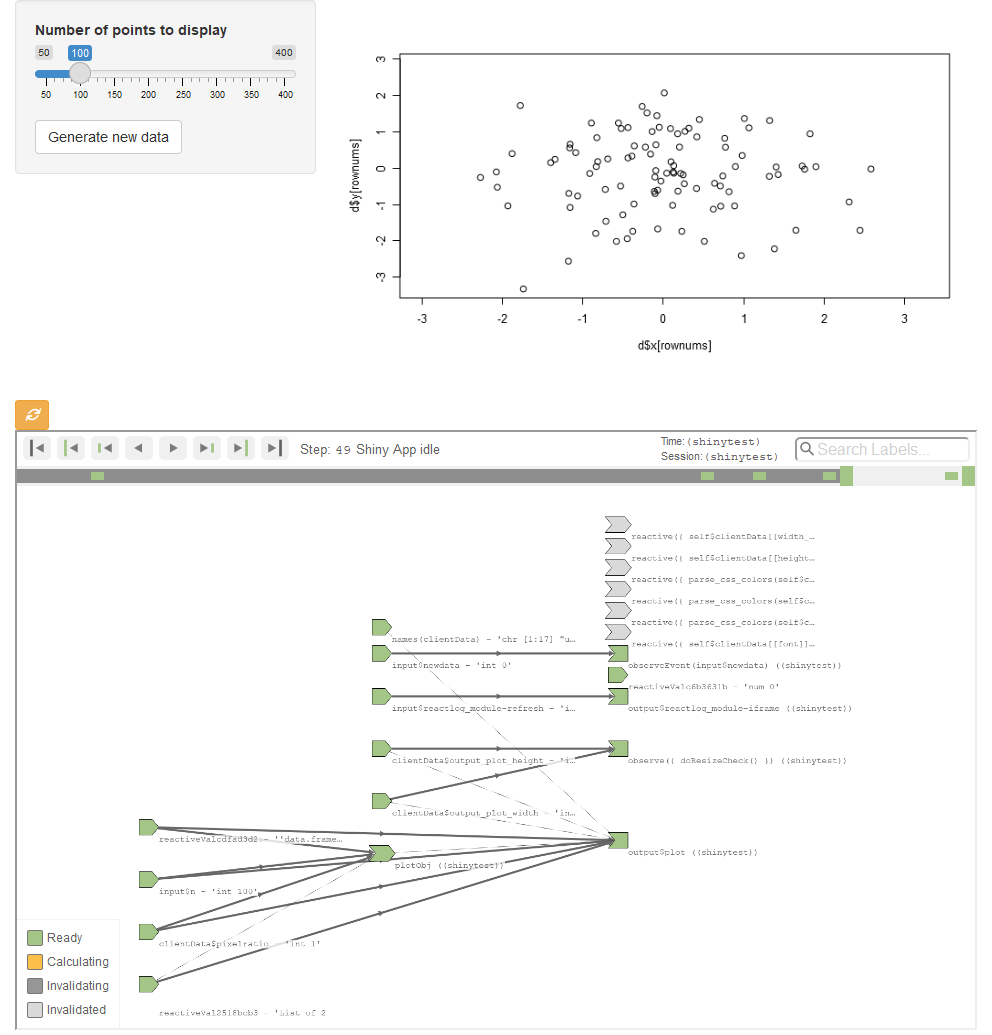 Number of points to display
50 100 400
50 100 150 200 250 300 350 400
Generate new data
d$y[rownums]
3
2
1
0
-1
-2
-3
-3 -2 -1 0 1 2 3
d$x[rownums]
Step: 49 Shiny App idle
Time: (shinytest)
Session: (shinytest)
Search Labels...
reactive({ self$clientData[[width_…
reactive({ self$clientData[[height…
reactive({ parse_css_colors(self$c…
reactive({ parse_css_colors(self$c…
reactive({ parse_css_colors(self$c…
reactive({ self$clientData[[font]]…
names(clientData) - 'chr [1:17] "u…
input$newdata - 'int 0'
observeEvent(input$newdata) ((shinytest))
reactiveValc6b3631b - 'num 0'
input$reactlog_module-refresh - 'i…
output$reactlog_module-iframe ((shinytest))
clientData$output_plot_height - 'i…
observe({ doResizeCheck() }) ((shinytest))
clientData$output_plot_width - 'in…
reactiveValcdfad3d2 - ''data.frame…
output$plot ((shinytest))
plotObj ((shinytest))
input$n - 'int 100'
clientData$pixelratio - 'int 1'
reactiveVal2518bcb3 - 'List of 2
Ready
Calculating
Invalidating
Invalidated